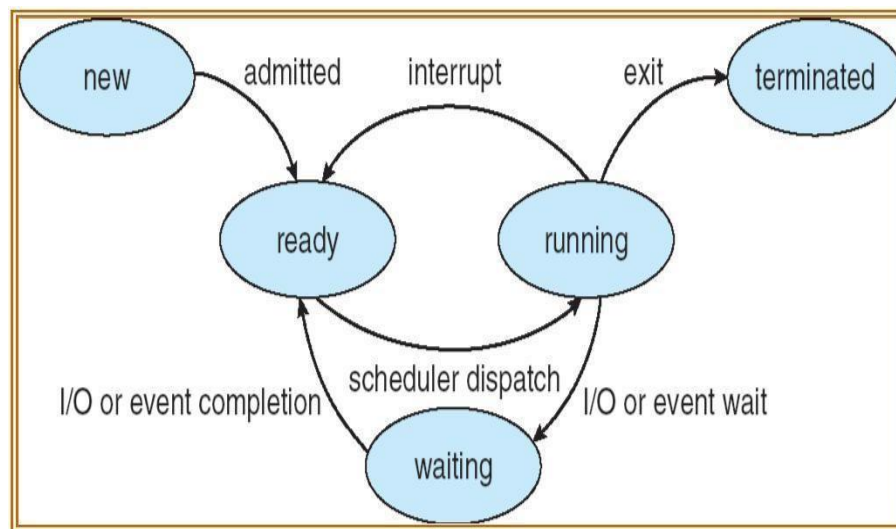 new
admitted
interrupt
exit
terminated
ready
running
scheduler dispatch
I/O or event completion
I/O or event wait
waiting